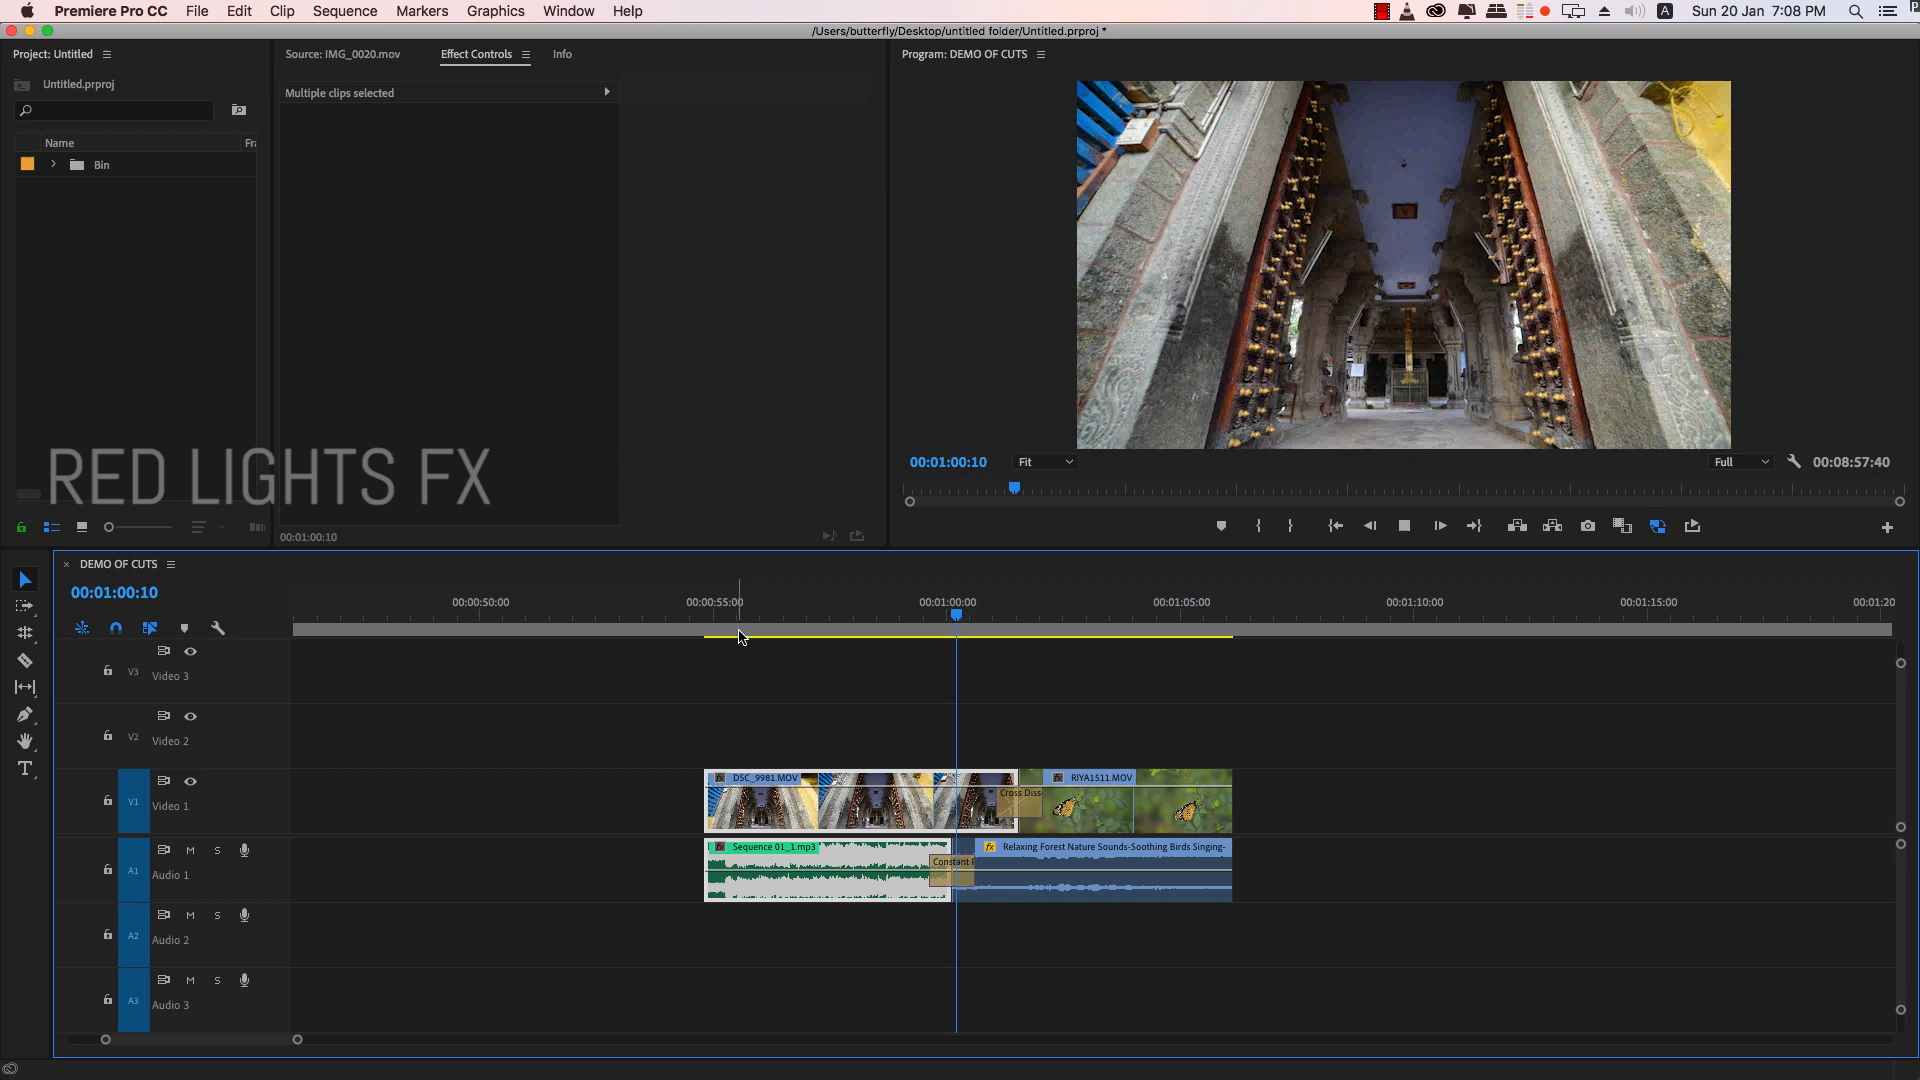 Premiere Pro CC File Edit Clip Sequence Markers Graphics Window Help A Sun 20 Jan 7:08 PM
/Users/butterfly/Desktop/untitled folder/Untitled.prproj *
Project: Untitled Source: IMG_0020.mov Effect Controls Info Program: DEMO OF CUTS
Untitled.prproj
Multiple clips selected
Name Fra
Bin
RED LIGHTS FX
00:01:00:10 Fit Full 00:08:57:40
00:01:00:10
DEMO OF CUTS
00:01:00:10
00:00:50:00 00:00:55:00 00:01:00:00 00:01:05:00 00:01:10:00 00:01:15:00 00:01:20
V3 Video 3
V2 Video 2
DSC_9981.MOV RIYA1511.MOV
V1 Video 1 Cross Diss
M S Sequence 01_1.mp3 Relaxing Forest Nature Sounds-Soothing Birds Singing-
A1 Audio 1 Constant P
M S
A2 Audio 2
M S
A3 Audio 3